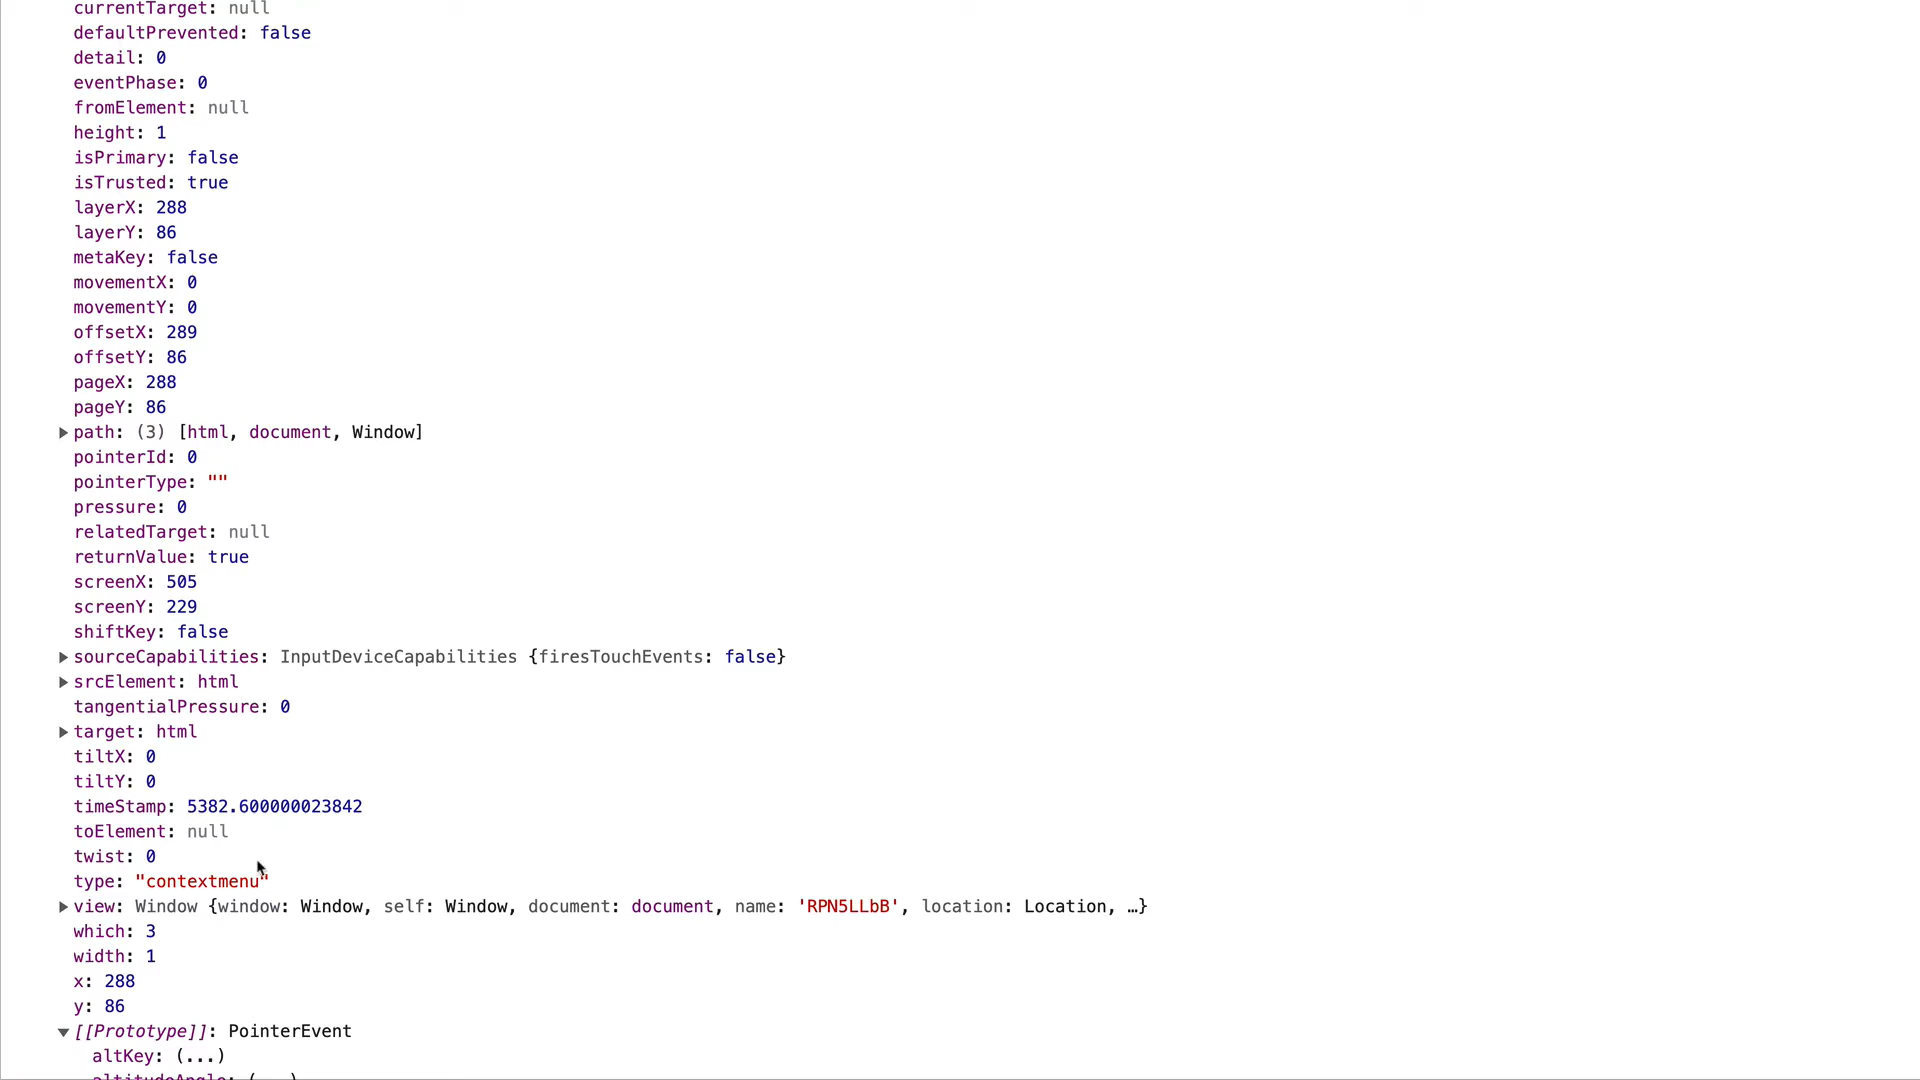 currentTarget: null
defaultPrevented: false
detail: 0
eventPhase: 0
fromElement: null
height: 1
isPrimary: false
isTrusted: true
layerX: 288
layerY: 86
metaKey: false
movementX: 0
movementY: 0
offsetX: 289
offsetY: 86
pageX: 288
pageY: 86
path: (3) [html, document, Window]
pointerId: 0
pointerType: ""
pressure: 0
relatedTarget: null
returnValue: true
screenX: 505
screenY: 229
shiftKey: false
sourceCapabilities: InputDeviceCapabilities {firesTouchEvents: false}
srcElement: html
tangentialPressure: 0
target: html
tiltX: 0
tiltY: 0
timeStamp: 5382.600000023842
toElement: null
twist: 0
type: "contextmenu"
view: Window {window: Window, self: Window, document: document, name: 'RPN5LLbB', location: Location, …}
which: 3
width: 1
x: 288
y: 86
[[Prototype]]: PointerEvent
altKey: (...)
altitudeAngle: (...)